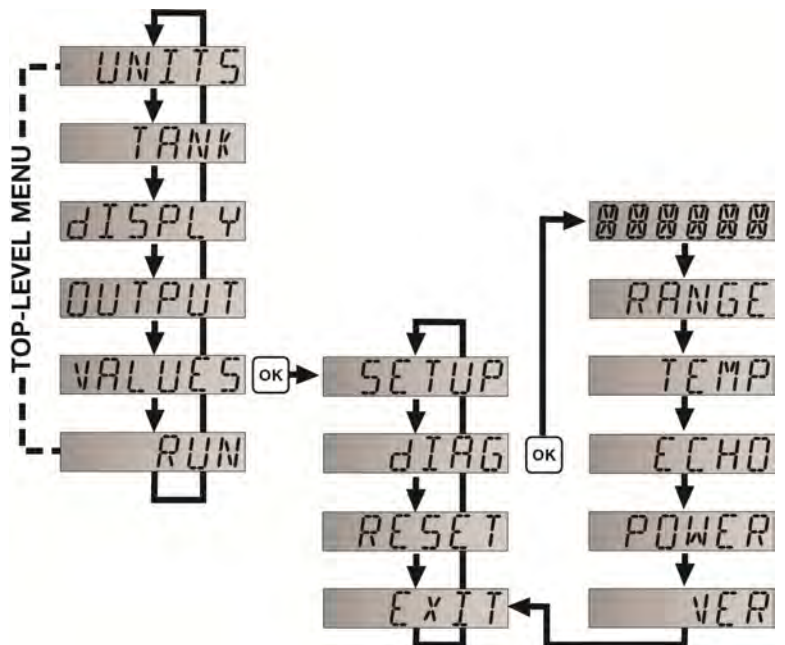 TOP-LEVEL MENU
UNITS
TANK
dISPLY
OUTPUT
VALUES
RUN
OK
SETUP
dIAG
RESET
EXIT
OK
888888
RANGE
TEMP
ECHO
POWER
VER